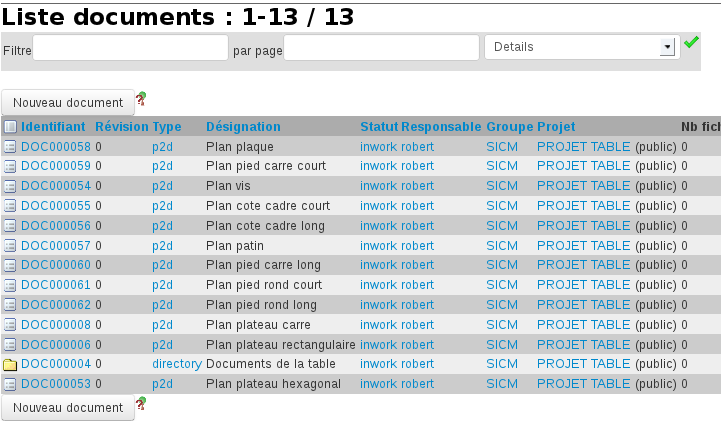 Liste documents : 1-13 / 13
Filtre par page Details
Nouveau document
Identifiant Révision Type Désignation Statut Responsable Groupe Projet Nb fich
DOC000058 0 p2d Plan plaque inwork robert SICM PROJET TABLE (public) 0
DOC000059 0 p2d Plan pied carre court inwork robert SICM PROJET TABLE (public) 0
DOC000054 0 p2d Plan vis inwork robert SICM PROJET TABLE (public) 0
DOC000055 0 p2d Plan cote cadre court inwork robert SICM PROJET TABLE (public) 0
DOC000056 0 p2d Plan cote cadre long inwork robert SICM PROJET TABLE (public) 0
DOC000057 0 p2d Plan patin inwork robert SICM PROJET TABLE (public) 0
DOC000060 0 p2d Plan pied carre long inwork robert SICM PROJET TABLE (public) 0
DOC000061 0 p2d Plan pied rond court inwork robert SICM PROJET TABLE (public) 0
DOC000062 0 p2d Plan pied rond long inwork robert SICM PROJET TABLE (public) 0
DOC000008 0 p2d Plan plateau carre inwork robert SICM PROJET TABLE (public) 0
DOC000006 0 p2d Plan plateau rectangulaire inwork robert SICM PROJET TABLE (public) 0
DOC000004 0 directory Documents de la table inwork robert SICM PROJET TABLE (public) 0
DOC000053 0 p2d Plan plateau hexagonal inwork robert SICM PROJET TABLE (public) 0
Nouveau document